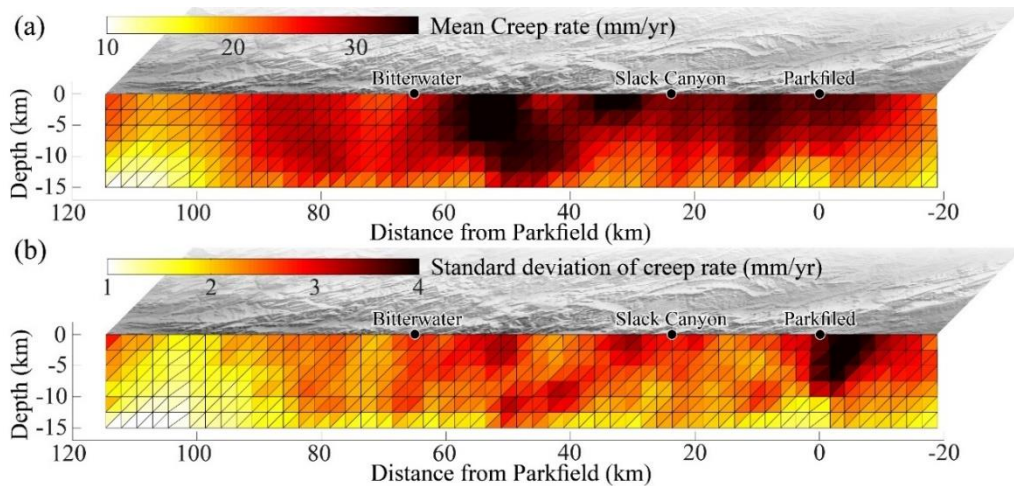 (a)
Mean Creep rate (mm/yr)
10 20 30
Bitterwater Slack Canyon Parkfiled
Depth (km)
0
-5
-10
-15
120 100 80 60 40 20 0 -20
Distance from Parkfield (km)
(b)
Standard deviation of creep rate (mm/yr)
1 2 3 4
Bitterwater Slack Canyon Parkfiled
Depth (km)
0
-5
-10
-15
120 100 80 60 40 20 0 -20
Distance from Parkfield (km)